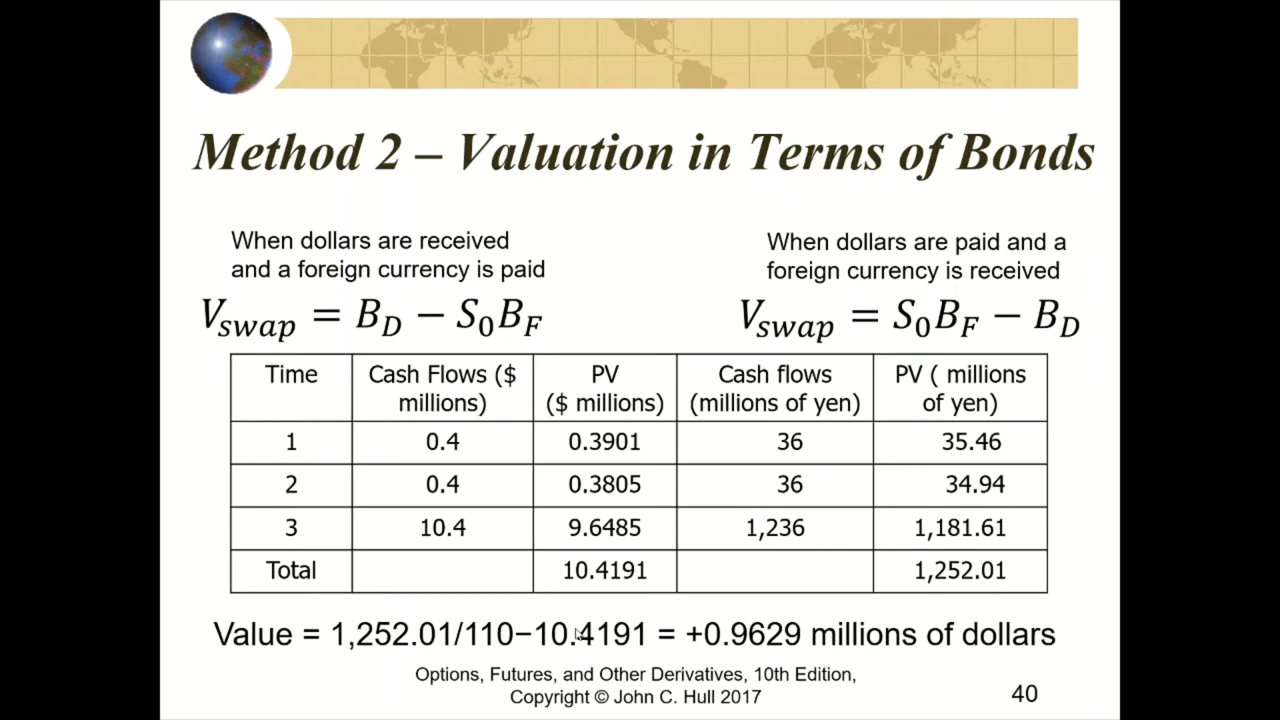 Method 2 – Valuation in Terms of Bonds
When dollars are received
and a foreign currency is paid
V_swap = B_D − S_0B_F
When dollars are paid and a
foreign currency is received
V_swap = S_0B_F − B_D
Time Cash Flows ($ millions) PV ($ millions) Cash flows (millions of yen) PV ( millions of yen)
1 0.4 0.3901 36 35.46
2 0.4 0.3805 36 34.94
3 10.4 9.6485 1,236 1,181.61
Total 10.4191 1,252.01
Value = 1,252.01/110−10.4191 = +0.9629 millions of dollars
Options, Futures, and Other Derivatives, 10th Edition,
Copyright © John C. Hull 2017
40